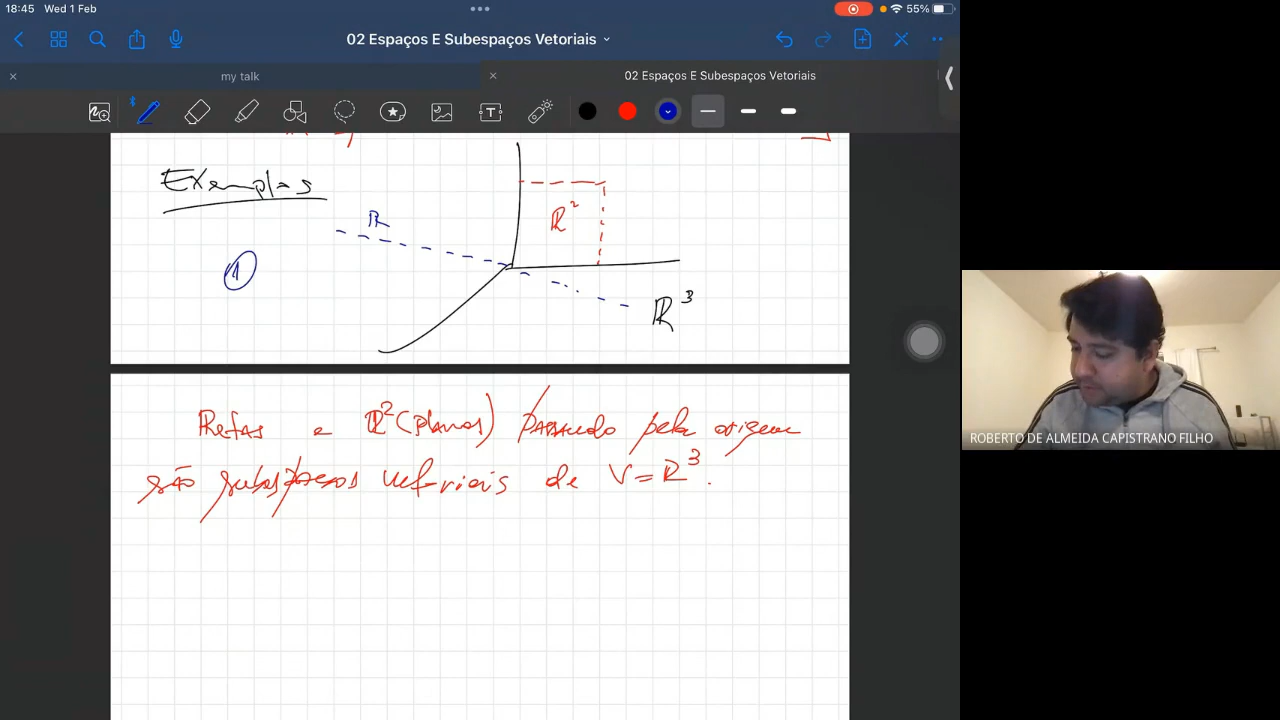 18:45 Wed 1 Feb
55%
02 Espaços E Subespaços Vetoriais
my talk
02 Espaços E Subespaços Vetoriais
Exemplos
ℝ
ℝ²
①
ℝ³
Retas e ℝ² (planos) passando pela origem
são subespaços vetoriais de V=ℝ³.
ROBERTO DE ALMEIDA CAPISTRANO FILHO